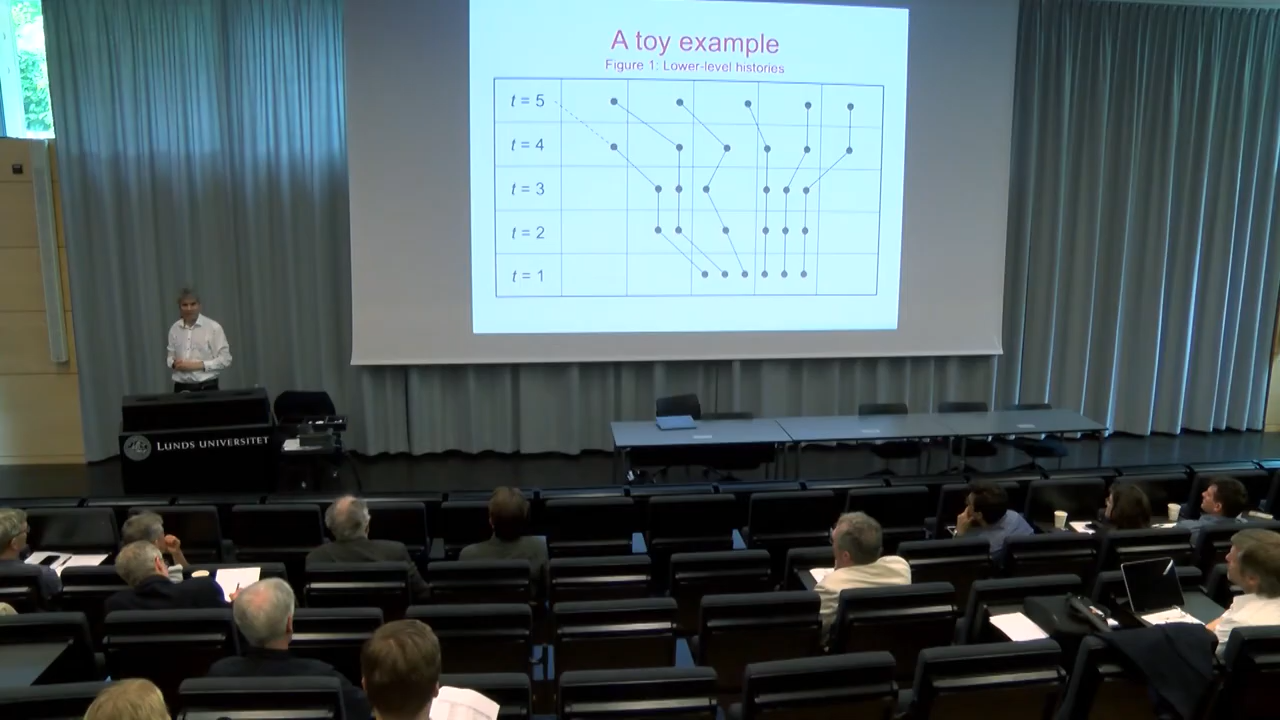 A toy example
Figure 1: Lower-level histories
t = 5
t = 4
t = 3
t = 2
t = 1
LUNDS UNIVERSITET